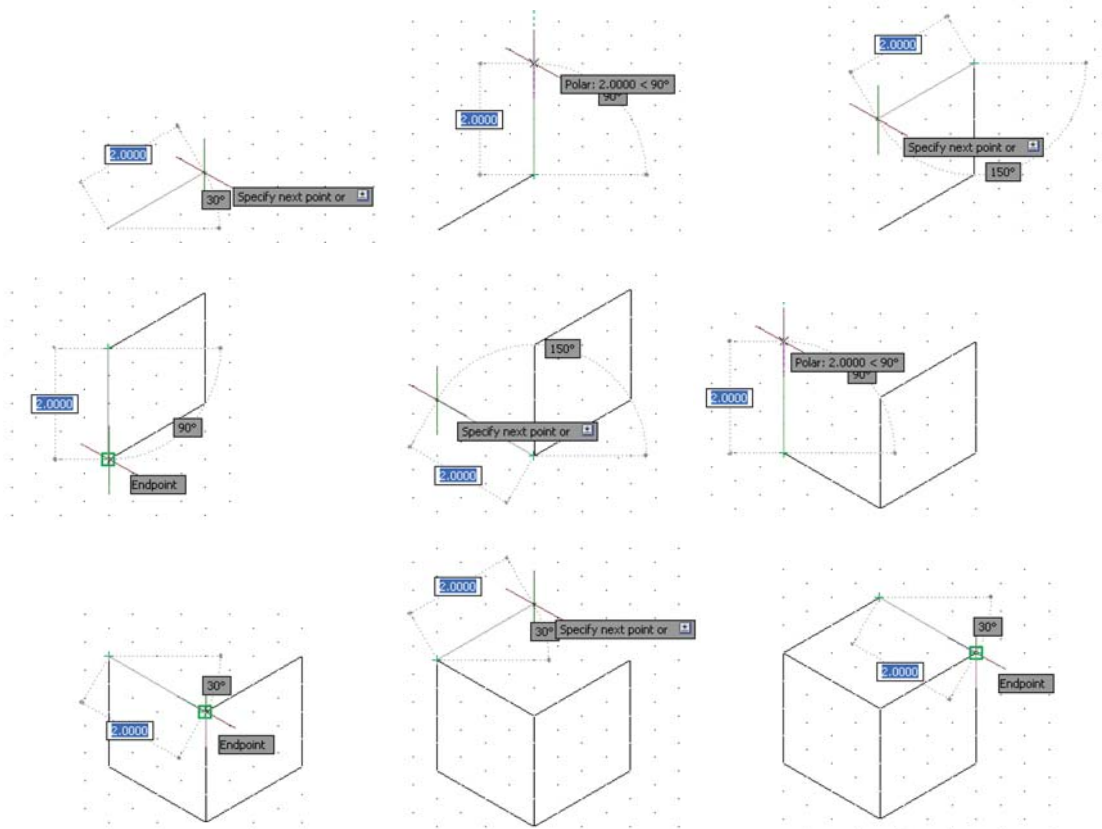 2.0000
30°
Specify next point or
Polar: 2.0000 < 90°
90°
2.0000
2.0000
Specify next point or
150°
2.0000
90°
Endpoint
150°
Specify next point or
2.0000
Polar: 2.0000 < 90°
90°
2.0000
30°
2.0000
Endpoint
2.0000
30°
Specify next point or
30°
2.0000
Endpoint